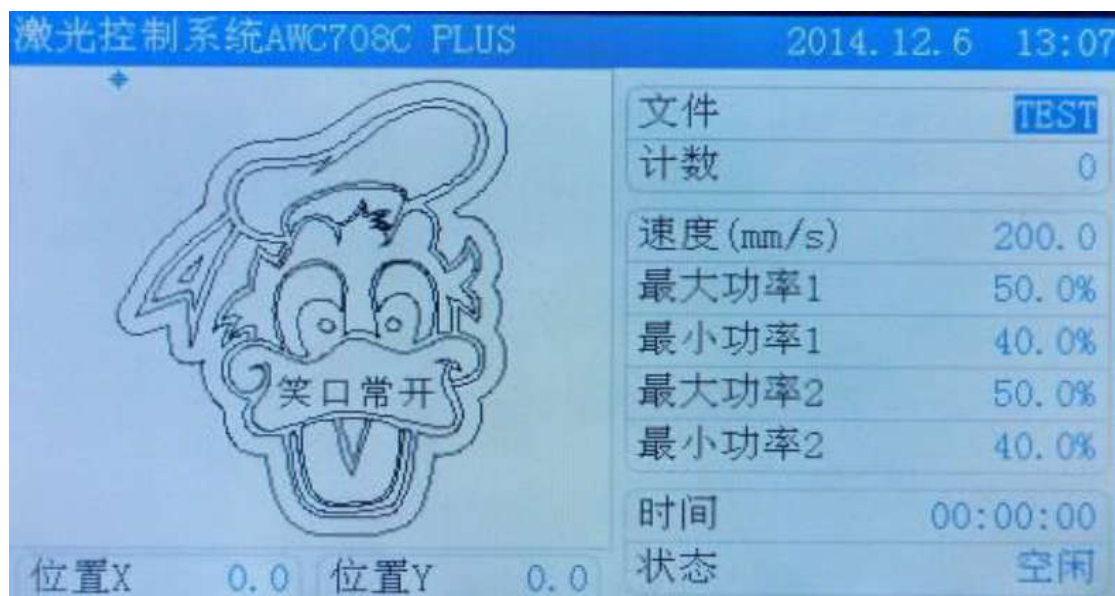 激光控制系统AWC708C PLUS 2014.12.6 13:07
文件 TEST
计数 0
速度(mm/s) 200.0
最大功率1 50.0%
最小功率1 40.0%
最大功率2 50.0%
最小功率2 40.0%
时间 00:00:00
状态 空闲
笑口常开
位置X 0.0 位置Y 0.0